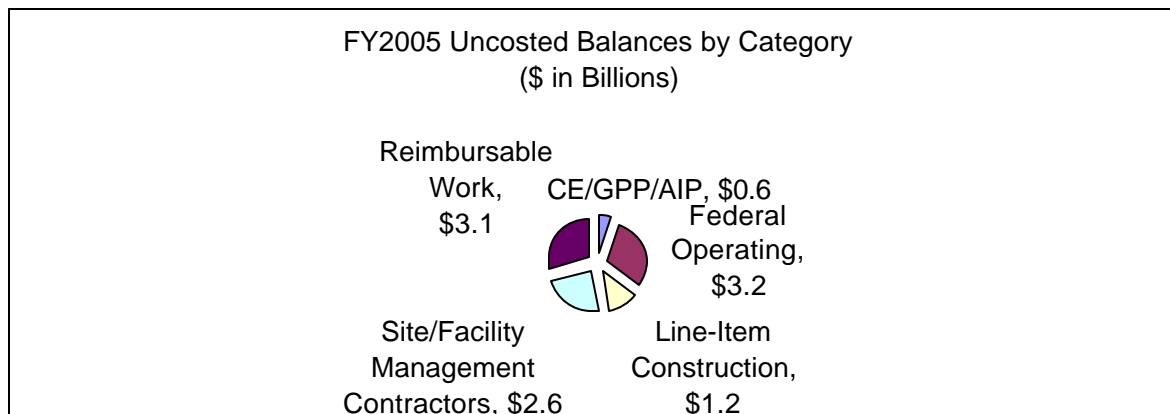 FY2005 Uncosted Balances by Category
($ in Billions)
Reimbursable
Work,
$3.1
CE/GPP/AIP, $0.6
Federal
Operating,
$3.2
Site/Facility
Management
Contractors, $2.6
Line-Item
Construction,
$1.2